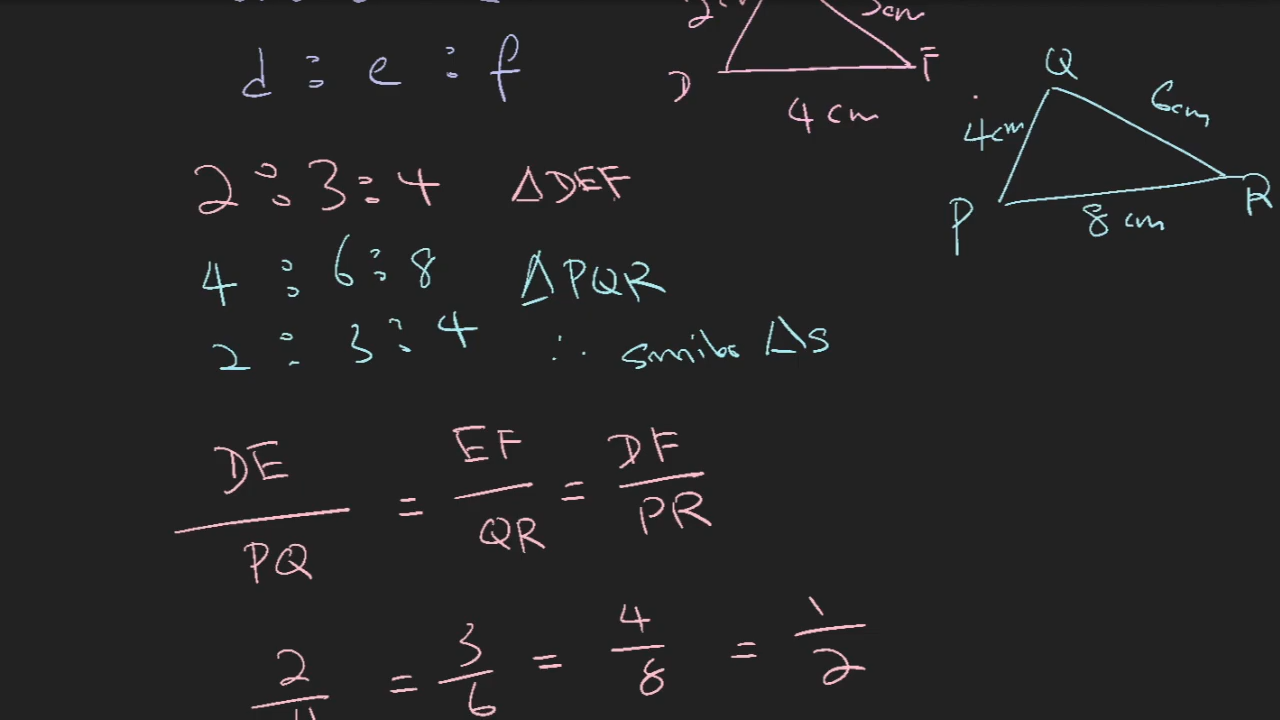 d : e : f
D F
4 cm
Q
4cm 6cm
P 8 cm R
2 : 3 : 4 ΔDEF
4 : 6 : 8 ΔPQR
2 : 3 : 4 ∴ Δs
DE/PQ = EF/QR = DF/PR
2/4 = 3/6 = 4/8 = 1/2